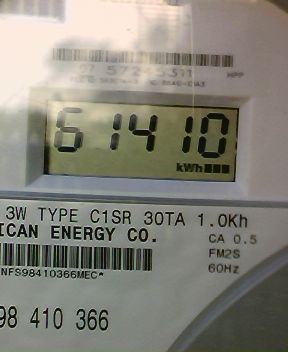 HPP
61410
kWh
3W TYPE C1SR 30TA 1.0Kh
ICAN ENERGY CO.
CA 0.5
FM2S
NFS98410366MEC*
60Hz
98 410 366